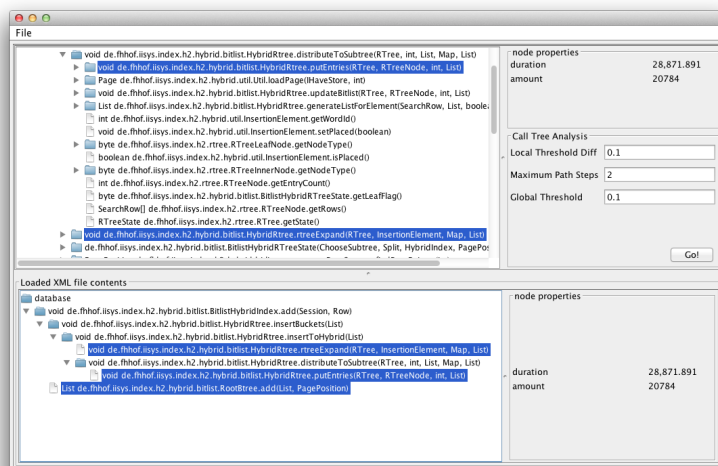 File
void de.fhhof.iisys.index.h2.hybrid.bitlist.HybridRtree.distributeToSubtree(RTree, int, List, Map, List)
void de.fhhof.iisys.index.h2.hybrid.bitlist.HybridRtree.putEntries(RTree, RTreeNode, int, List)
Page de.fhhof.iisys.index.h2.hybrid.util.Util.loadPage(IHaveStore, int)
void de.fhhof.iisys.index.h2.hybrid.bitlist.HybridRtree.updateBitlist(RTree, RTreeNode, int, List)
List de.fhhof.iisys.index.h2.hybrid.bitlist.HybridRtree.generateListForElement(SearchRow, List, boolea
int de.fhhof.iisys.index.h2.hybrid.util.InsertionElement.getWordId()
void de.fhhof.iisys.index.h2.hybrid.util.InsertionElement.setPlaced(boolean)
byte de.fhhof.iisys.index.h2.rtree.RTreeLeafNode.getNodeType()
boolean de.fhhof.iisys.index.h2.hybrid.util.InsertionElement.isPlaced()
byte de.fhhof.iisys.index.h2.rtree.RTreeInnerNode.getNodeType()
int de.fhhof.iisys.index.h2.rtree.RTreeNode.getEntryCount()
byte de.fhhof.iisys.index.h2.hybrid.bitlist.BitlistHybridRTreeState.getLeafFlag()
SearchRow[] de.fhhof.iisys.index.h2.rtree.RTreeNode.getRows()
RTreeState de.fhhof.iisys.index.h2.rtree.RTree.getState()
void de.fhhof.iisys.index.h2.hybrid.bitlist.HybridRtree.rtreeExpand(RTree, InsertionElement, Map, List)
de.fhhof.iisys.index.h2.hybrid.bitlist.BitlistHybridRTreeState(ChooseSubtree, Split, HybridIndex, PagePos
node properties
duration 28,871.891
amount 20784
Call Tree Analysis
Local Threshold Diff 0.1
Maximum Path Steps 2
Global Threshold 0.1
Go!
Loaded XML file contents
database
void de.fhhof.iisys.index.h2.hybrid.bitlist.BitlistHybridIndex.add(Session, Row)
void de.fhhof.iisys.index.h2.hybrid.bitlist.HybridRtree.insertBuckets(List)
void de.fhhof.iisys.index.h2.hybrid.bitlist.HybridRtree.insertToHybrid(List)
void de.fhhof.iisys.index.h2.hybrid.bitlist.HybridRtree.rtreeExpand(RTree, InsertionElement, Map, List)
void de.fhhof.iisys.index.h2.hybrid.bitlist.HybridRtree.distributeToSubtree(RTree, int, List, Map, List)
void de.fhhof.iisys.index.h2.hybrid.bitlist.HybridRtree.putEntries(RTree, RTreeNode, int, List)
List de.fhhof.iisys.index.h2.hybrid.bitlist.RootBtree.add(List, PagePosition)
node properties
duration 28,871.891
amount 20784